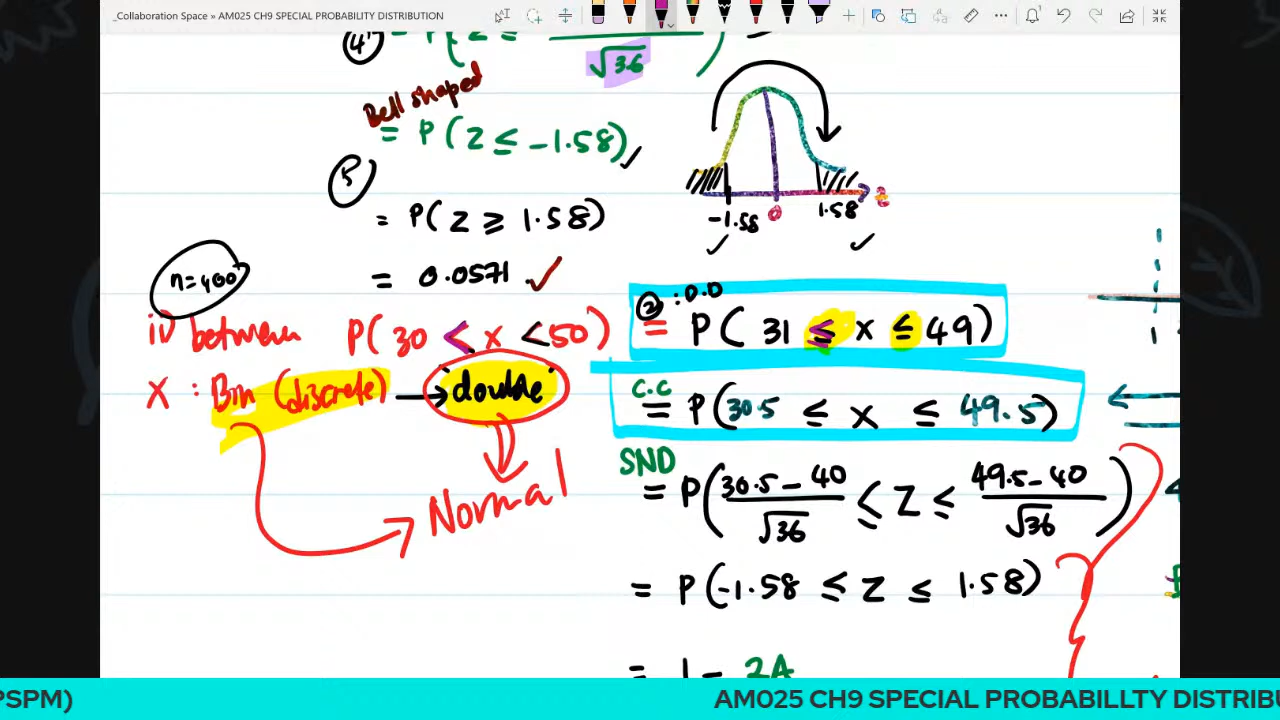 _Collaboration Space » AM025 CH9 SPECIAL PROBABILITY DISTRIBUTION
4
√3.6
Bell shaped
= P(Z ≤ -1.58)
5
= P(Z ≥ 1.58)
-1.58 0 1.58 z
= 0.0571 ✓
n=400
iv between P(30 < x < 50)
② : D.D
= P(31 ≤ x ≤ 49)
X : Bin (discrete) → "double"
C.C
= P(30.5 ≤ x ≤ 49.5)
Normal
SND
= P(30.5 - 40/√36 ≤ Z ≤ 49.5 - 40/√36)
= P(-1.58 ≤ Z ≤ 1.58)
= 1 - 2A
PSPM)
AM025 CH9 SPECIAL PROBABILLTY DISTRIBU